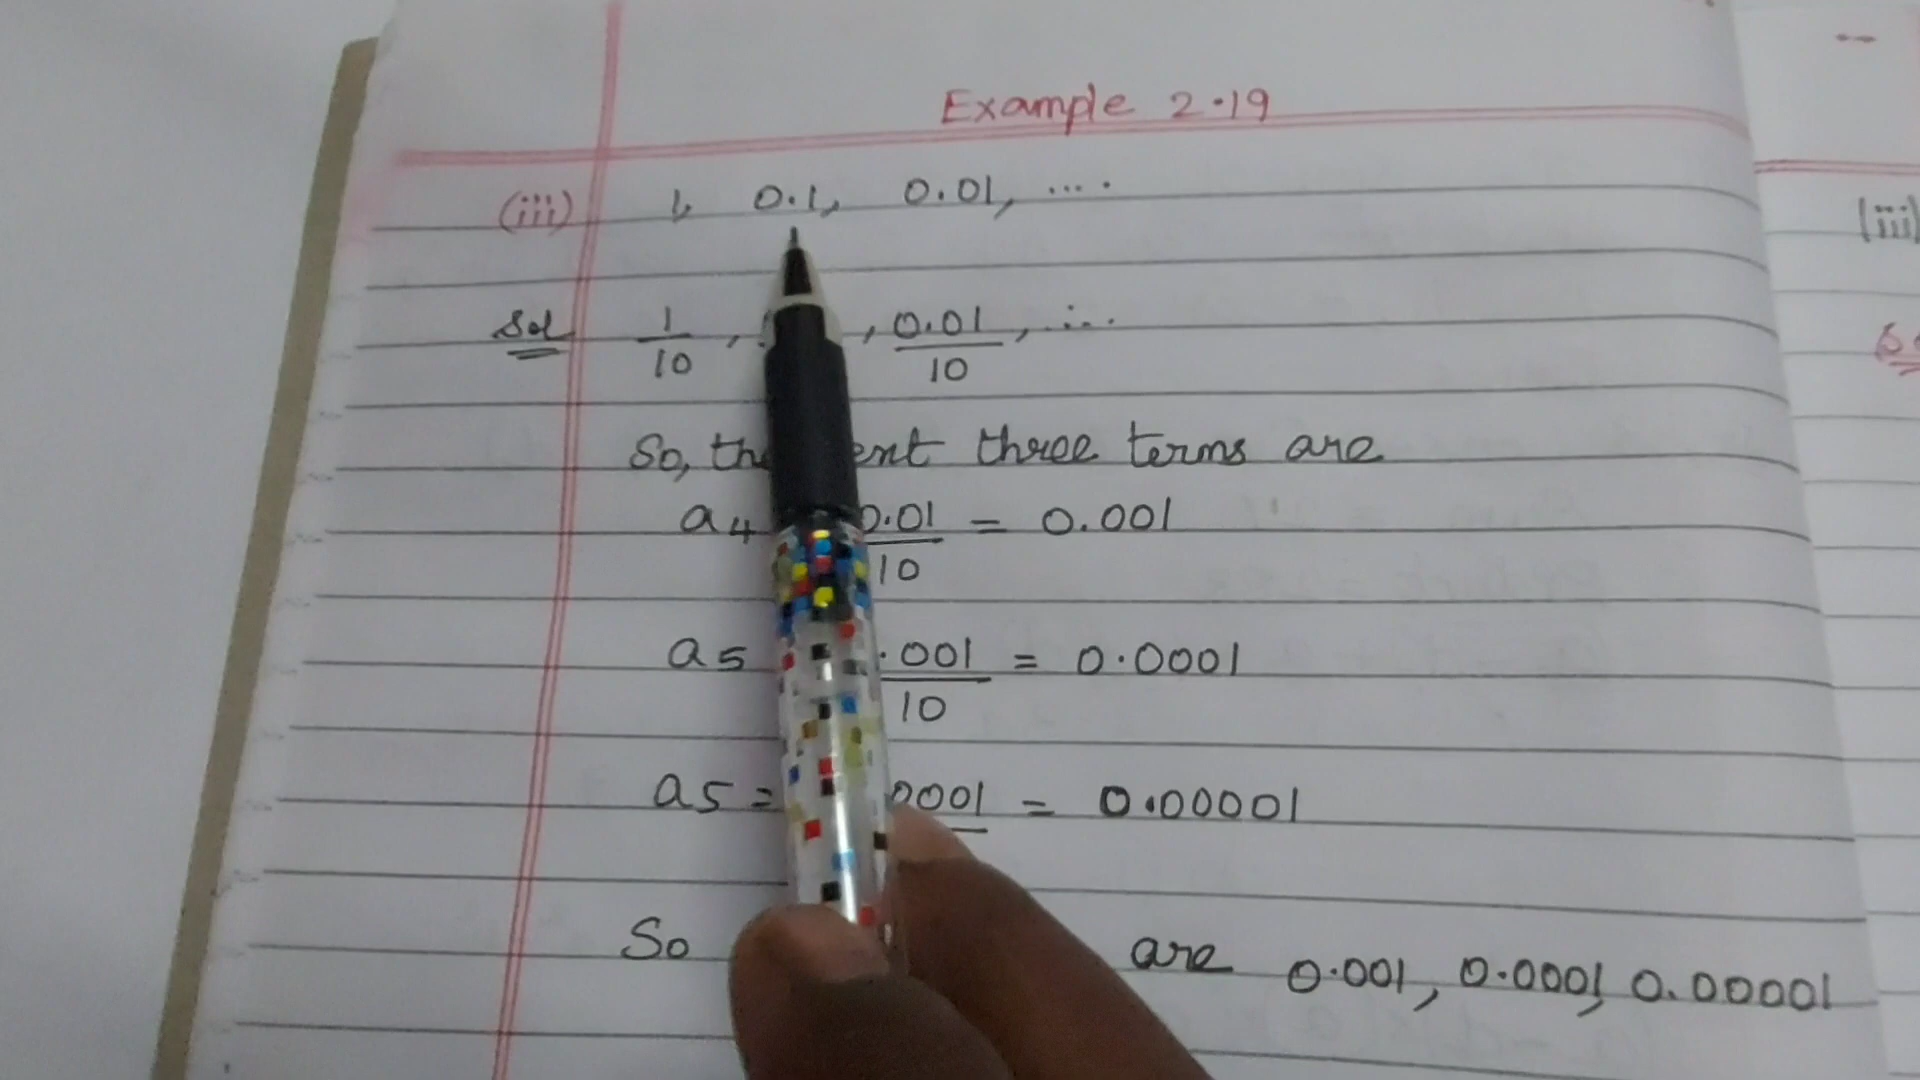 Example 2.19
(iii) 1, 0.1, 0.01, ....
Sol 1/10, , 0.01/10, ....
So, three terms are
a4 0.01/10 = 0.001
a5 .001/10 = 0.0001
a5 = 0001 = 0.00001
So are 0.001, 0.0001, 0.00001
(iii)